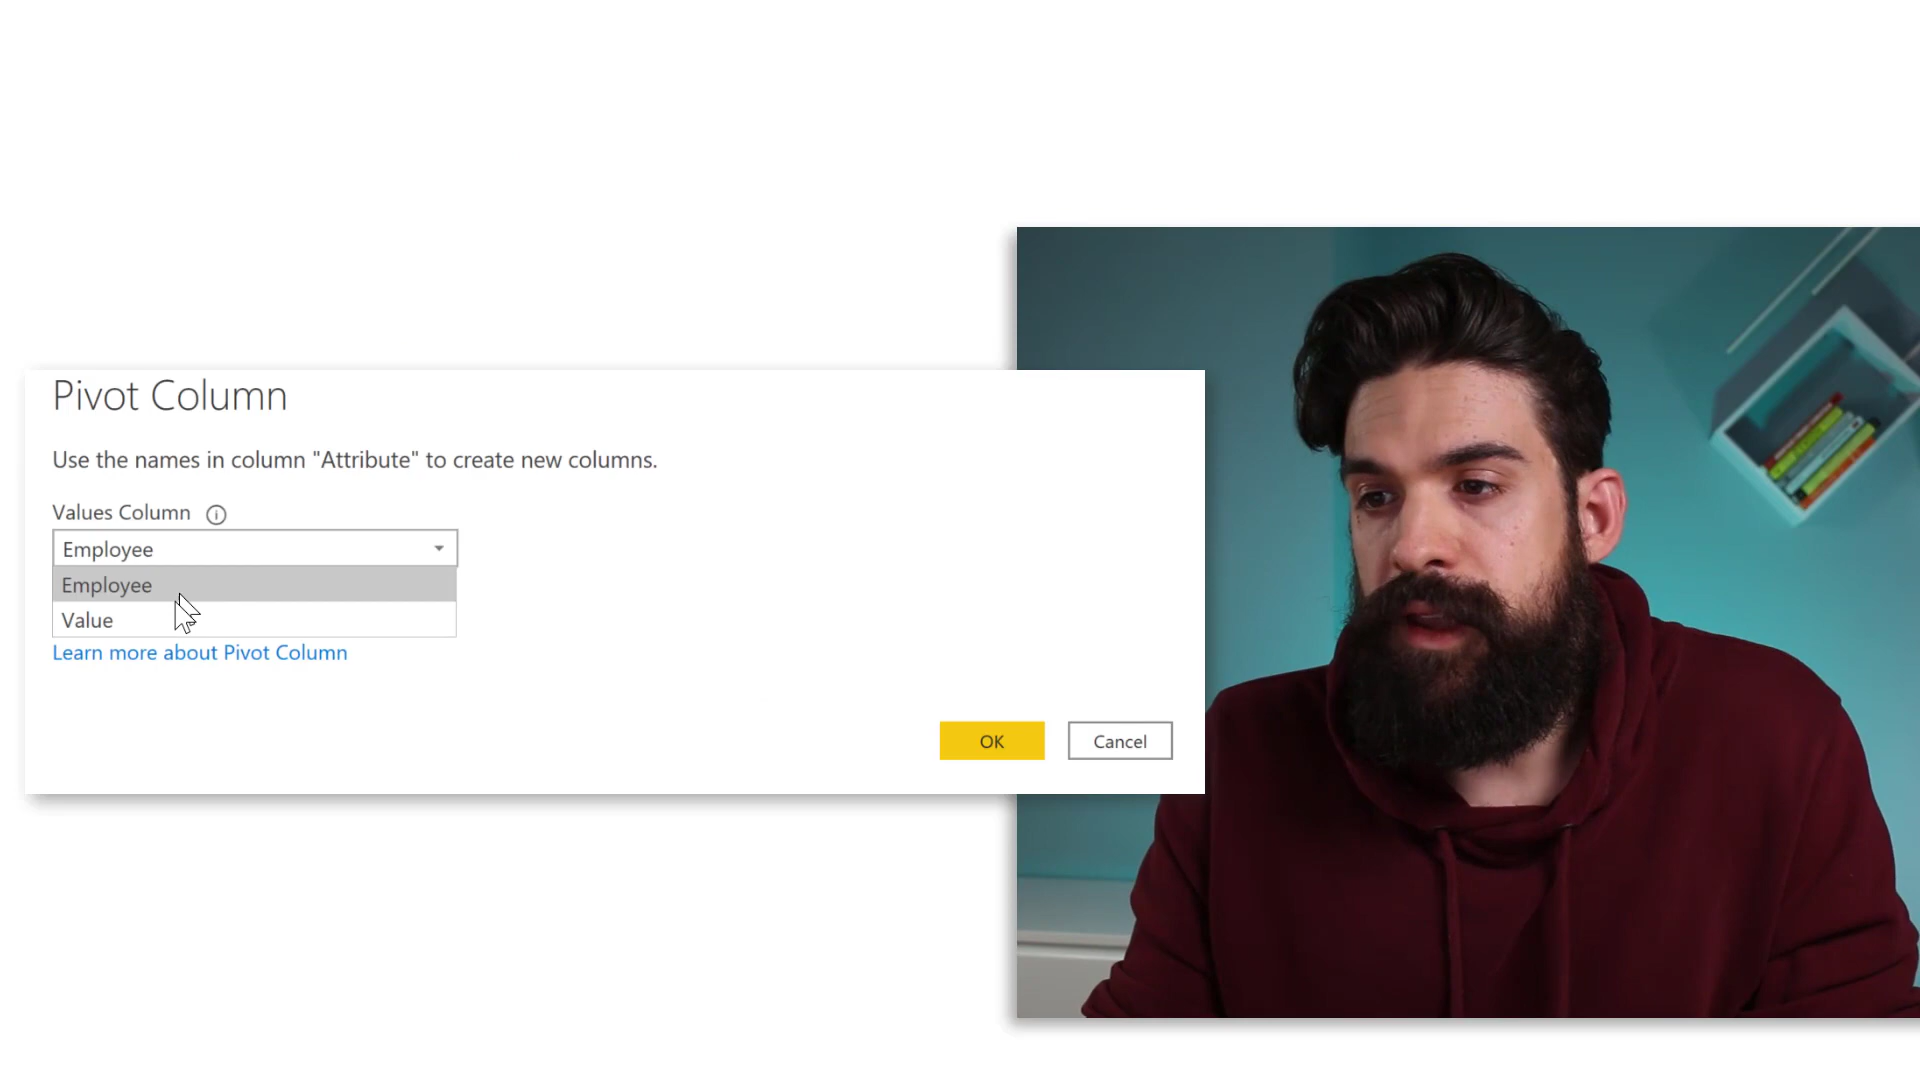 Pivot Column
Use the names in column "Attribute" to create new columns.
Values Column
Employee
Employee
Value
Learn more about Pivot Column
OK
Cancel